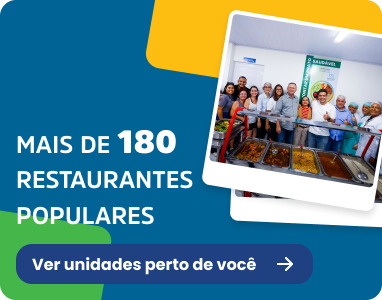 MAIS DE 180
RESTAURANTES
POPULARES
Ver unidades perto de você